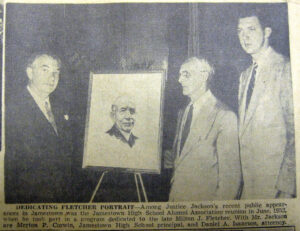 DEDICATING FLETCHER PORTRAIT—Among Justice Jackson's recent public appear-
ances in Jamestown was the Jamestown High School Alumni Association reunion in June, 1952,
when he took part in a program dedicated to the late Milton J. Fletcher. With Mr. Jackson
are Merton P. Corwin, Jamestown High School principal, and Daniel A. Isaacson, attorney.